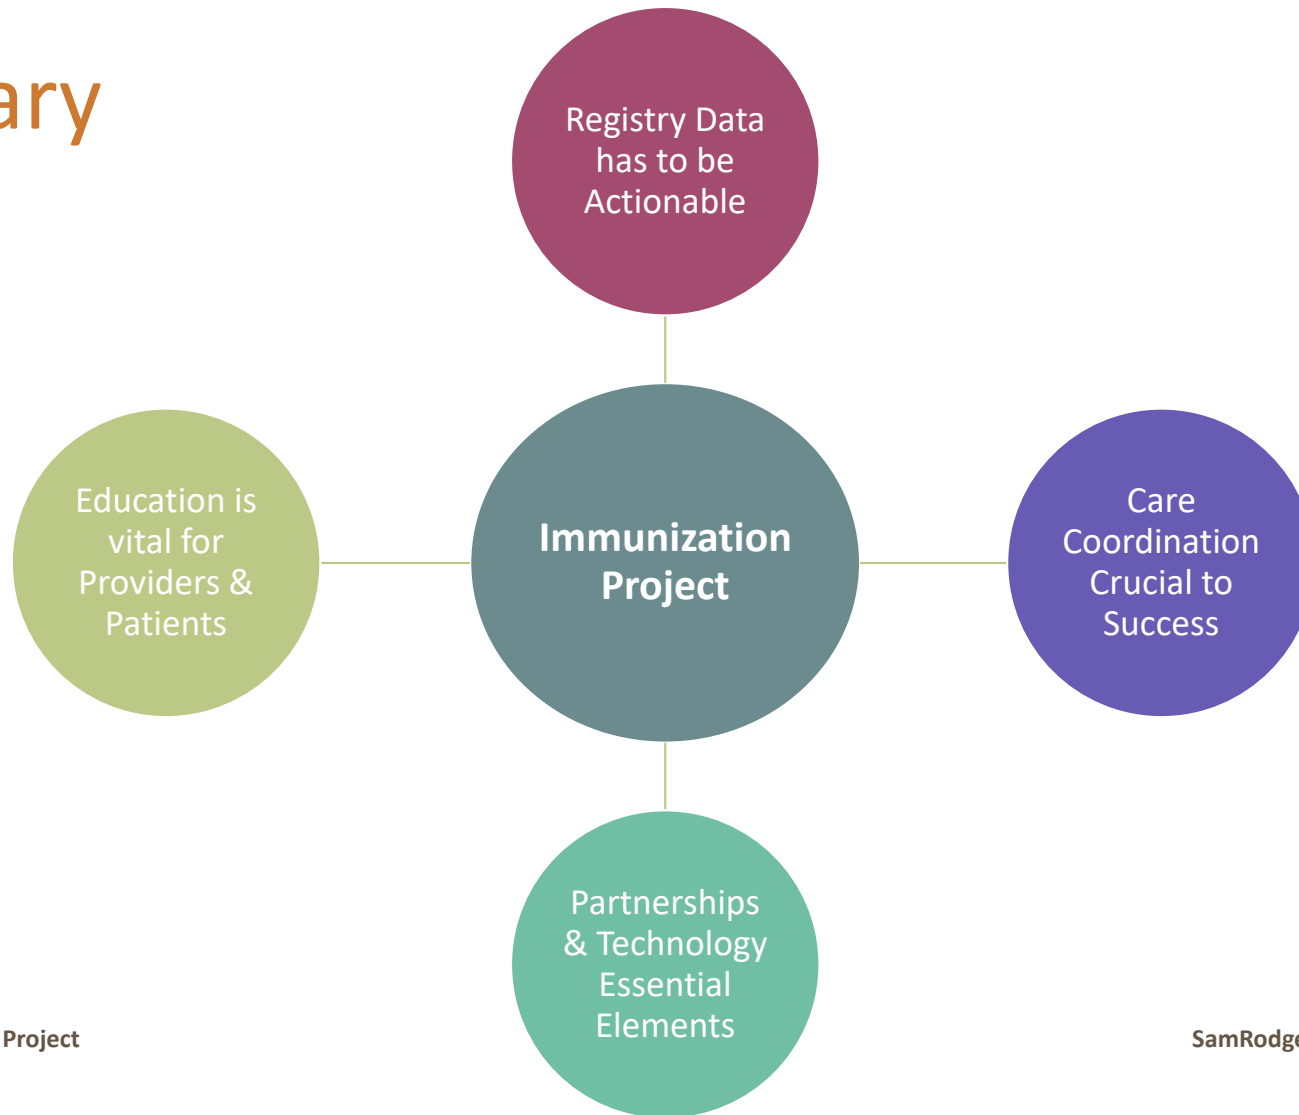 ary
Registry Data
has to be
Actionable
Education is
vital for
Providers &
Patients
Immunization
Project
Care
Coordination
Crucial to
Success
Partnerships
& Technology
Essential
Elements
Project
SamRodge